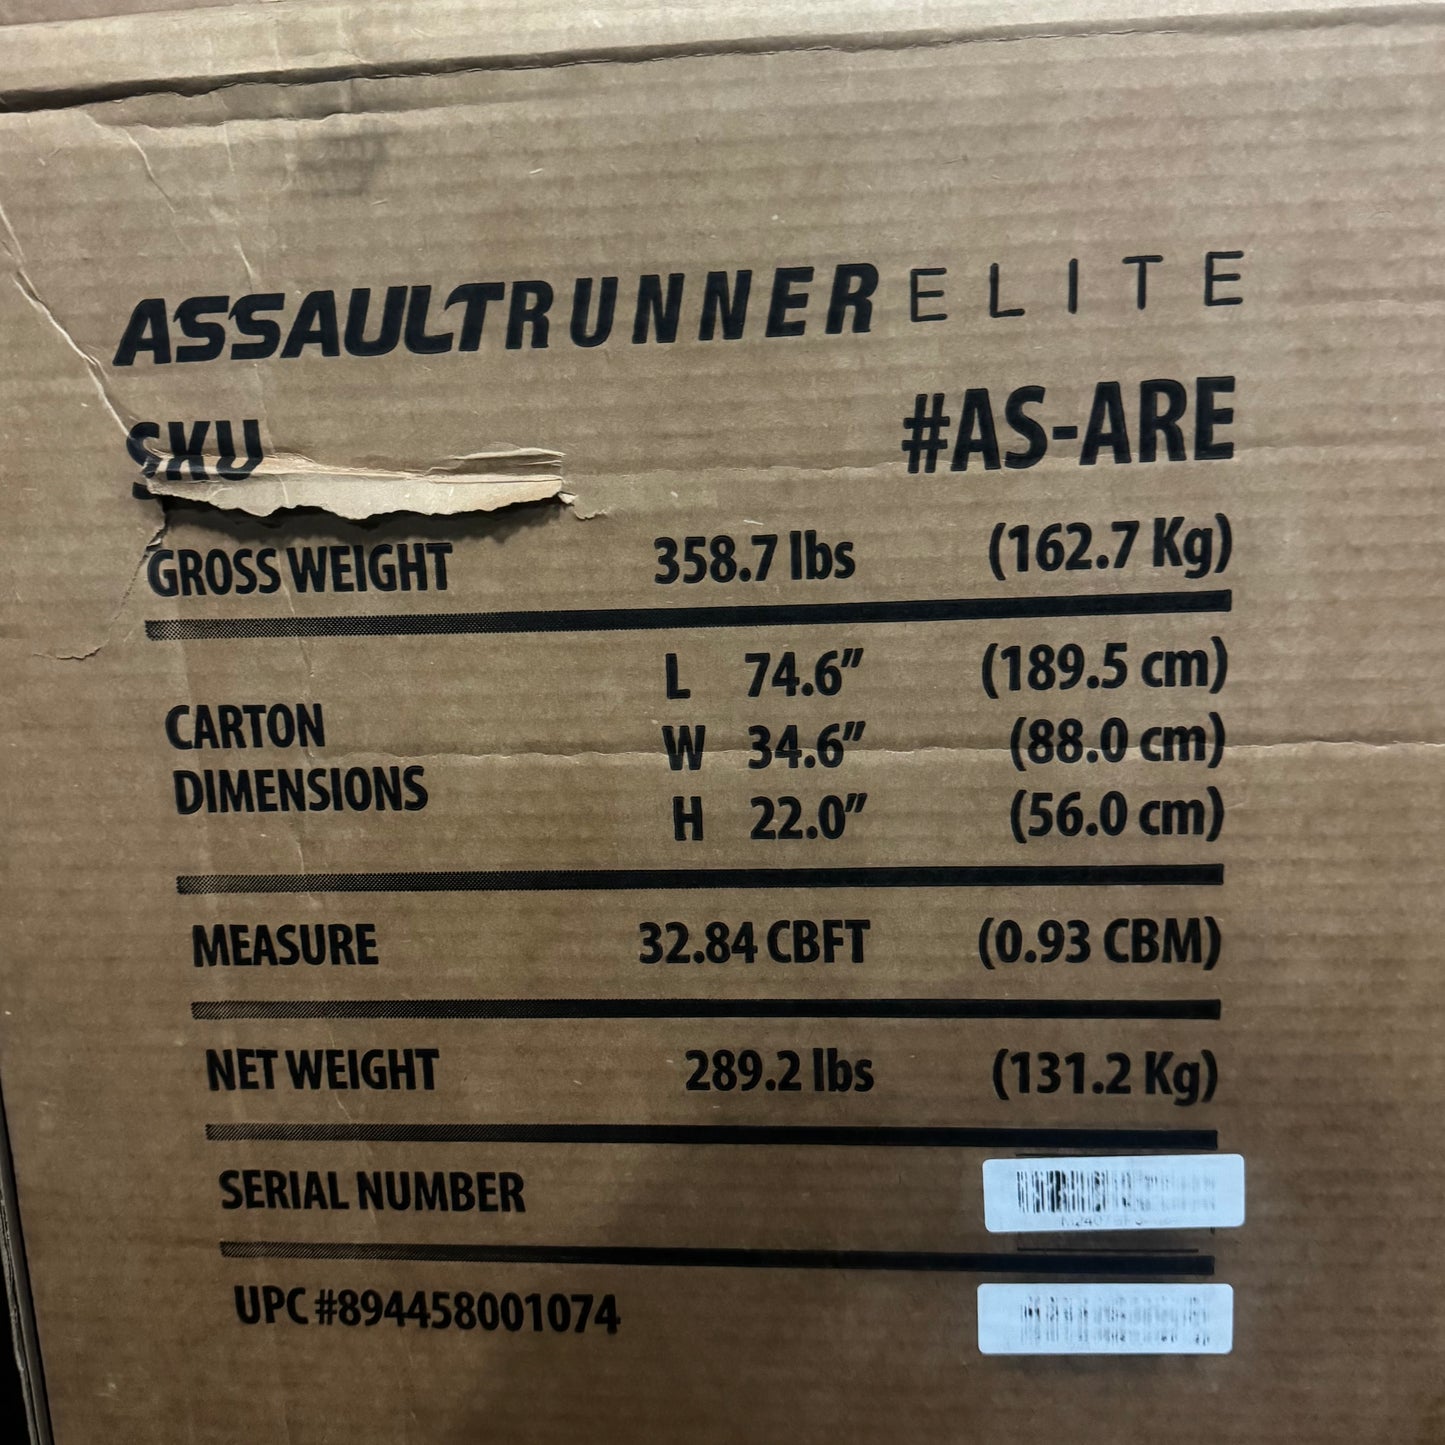 ASSAULTRUNNER ELITE
SKU #AS-ARE
GROSS WEIGHT 358.7 lbs (162.7 Kg)
L 74.6” (189.5 cm)
CARTON DIMENSIONS W 34.6” (88.0 cm)
H 22.0” (56.0 cm)
MEASURE 32.84 CBFT (0.93 CBM)
NET WEIGHT 289.2 lbs (131.2 Kg)
SERIAL NUMBER
UPC #894458001074